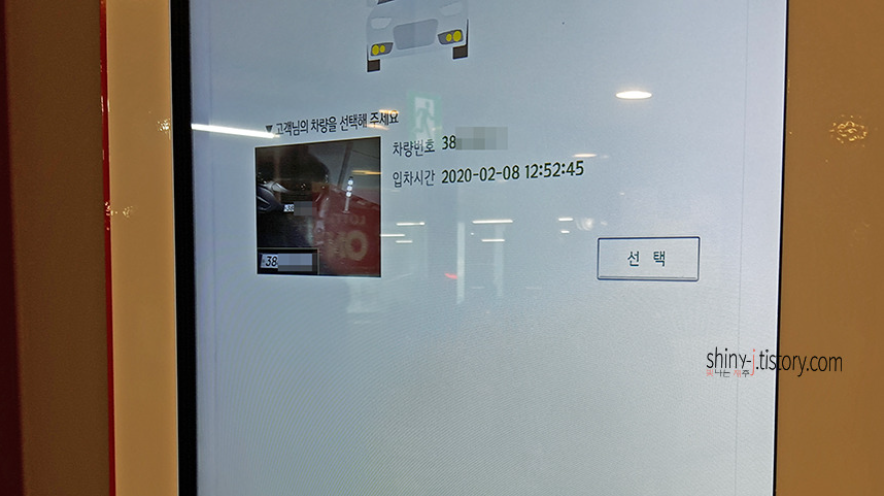 ▼ 고객님의 차량을 선택해 주세요
차량번호 38
입차시간 2020-02-08 12:52:45
38
선 택
shiny-j.tistory.com